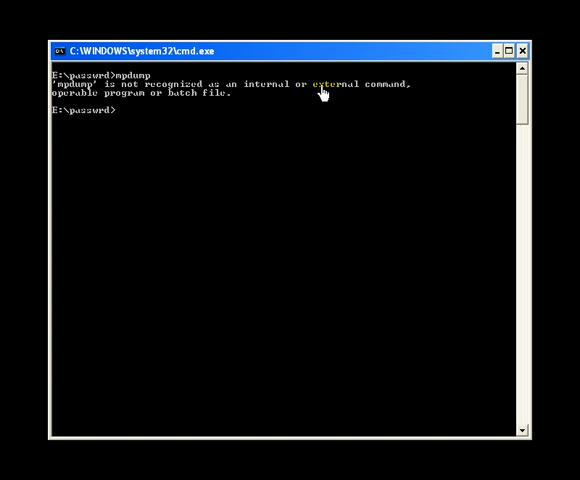 C:\WINDOWS\system32\cmd.exe
E:\passwrd>mpdump
'mpdump' is not recognized as an internal or external command,
operable program or batch file.
E:\passwrd>